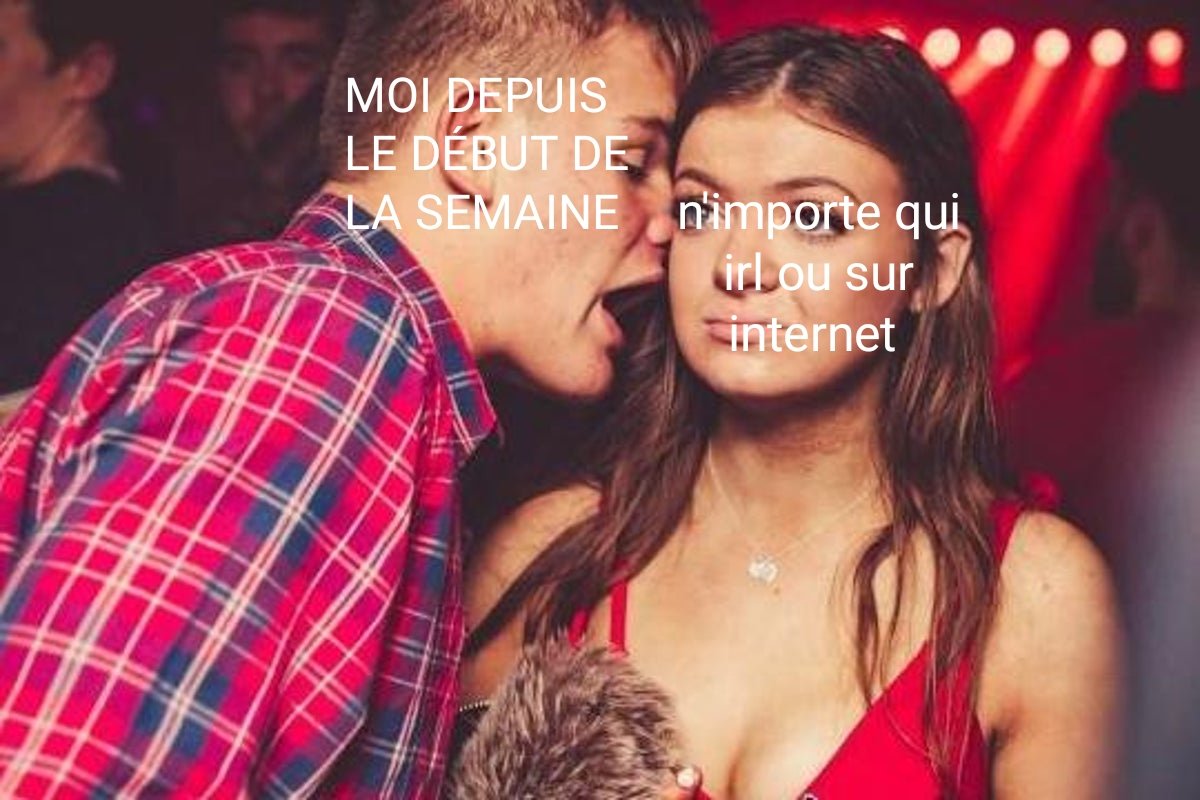 MOI DEPUIS
LE DÉBUT DE
LA SEMAINE
n'importe qui
irl ou sur
internet